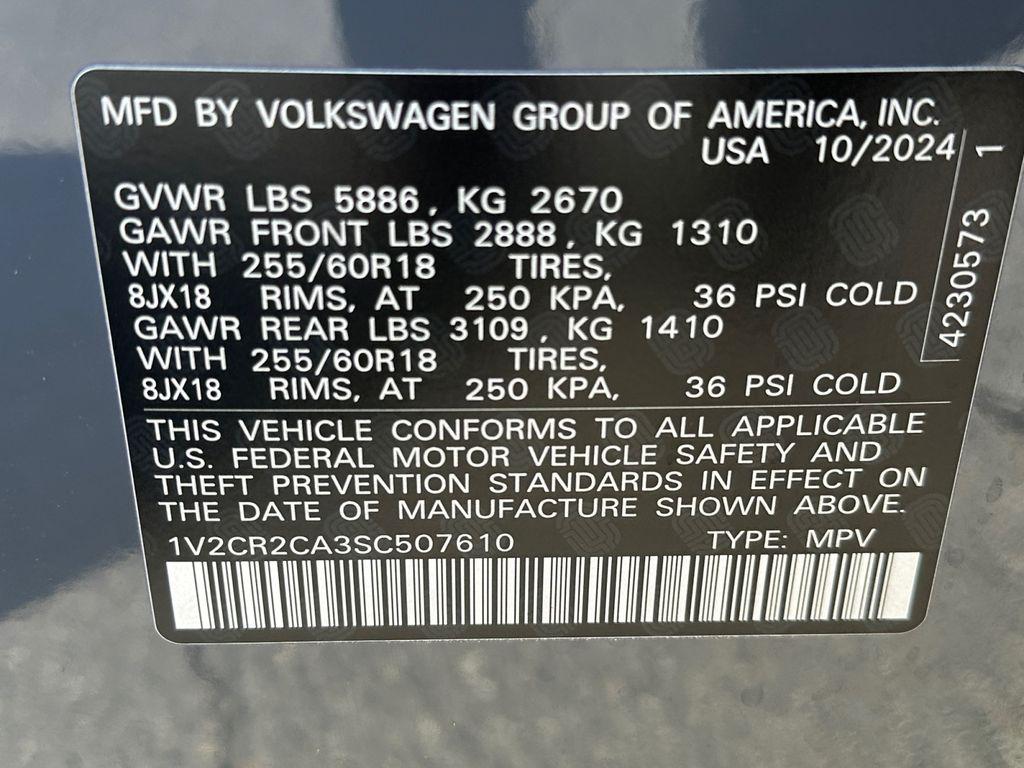 MFD BY VOLKSWAGEN GROUP OF AMERICA, INC.
USA 10/2024
GVWR LBS 5886, KG 2670
GAWR FRONT LBS 2888, KG 1310
WITH 255/60R18 TIRES,
8JX18 RIMS, AT 250 KPA, 36 PSI COLD
GAWR REAR LBS 3109, KG 1410
WITH 255/60R18 TIRES,
8JX18 RIMS, AT 250 KPA, 36 PSI COLD
THIS VEHICLE CONFORMS TO ALL APPLICABLE
U.S. FEDERAL MOTOR VEHICLE SAFETY AND
THEFT PREVENTION STANDARDS IN EFFECT ON
THE DATE OF MANUFACTURE SHOWN ABOVE.
1V2CR2CA3SC507610 TYPE: MPV
4230573 1